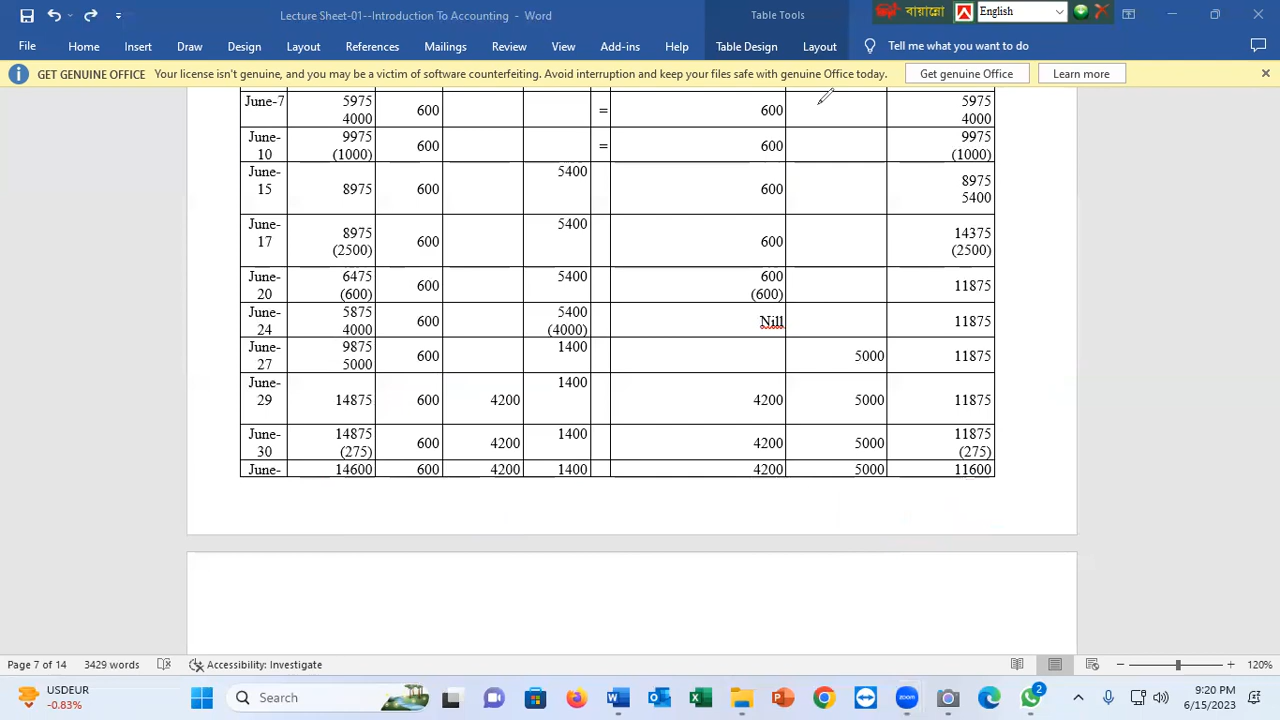 Lecture Sheet-01--Introduction To Accounting - Word
Table Tools
বায়ান্নো
English
File Home Insert Draw Design Layout References Mailings Review View Add-ins Help Table Design Layout Tell me what you want to do
GET GENUINE OFFICE Your license isn't genuine, and you may be a victim of software counterfeiting. Avoid interruption and keep your files safe with genuine Office today. Get genuine Office Learn more
June-7 5975 600 = 600 5975
4000 4000
June- 9975 600 = 600 9975
10 (1000) (1000)
June- 5400
15 8975 600 600 8975
5400
June- 5400
17 8975 600 600 14375
(2500) (2500)
June- 6475 600 5400 600 11875
20 (600) (600)
June- 5875 600 5400 Nill 11875
24 4000 (4000)
June- 9875 600 1400 5000 11875
27 5000
June- 1400
29 14875 600 4200 4200 5000 11875
June- 14875 600 4200 1400 4200 5000 11875
30 (275) (275)
June- 14600 600 4200 1400 4200 5000 11600
Page 7 of 14 3429 words Accessibility: Investigate 120%
USDEUR
-0.83%
Search
2
9:20 PM
6/15/2023